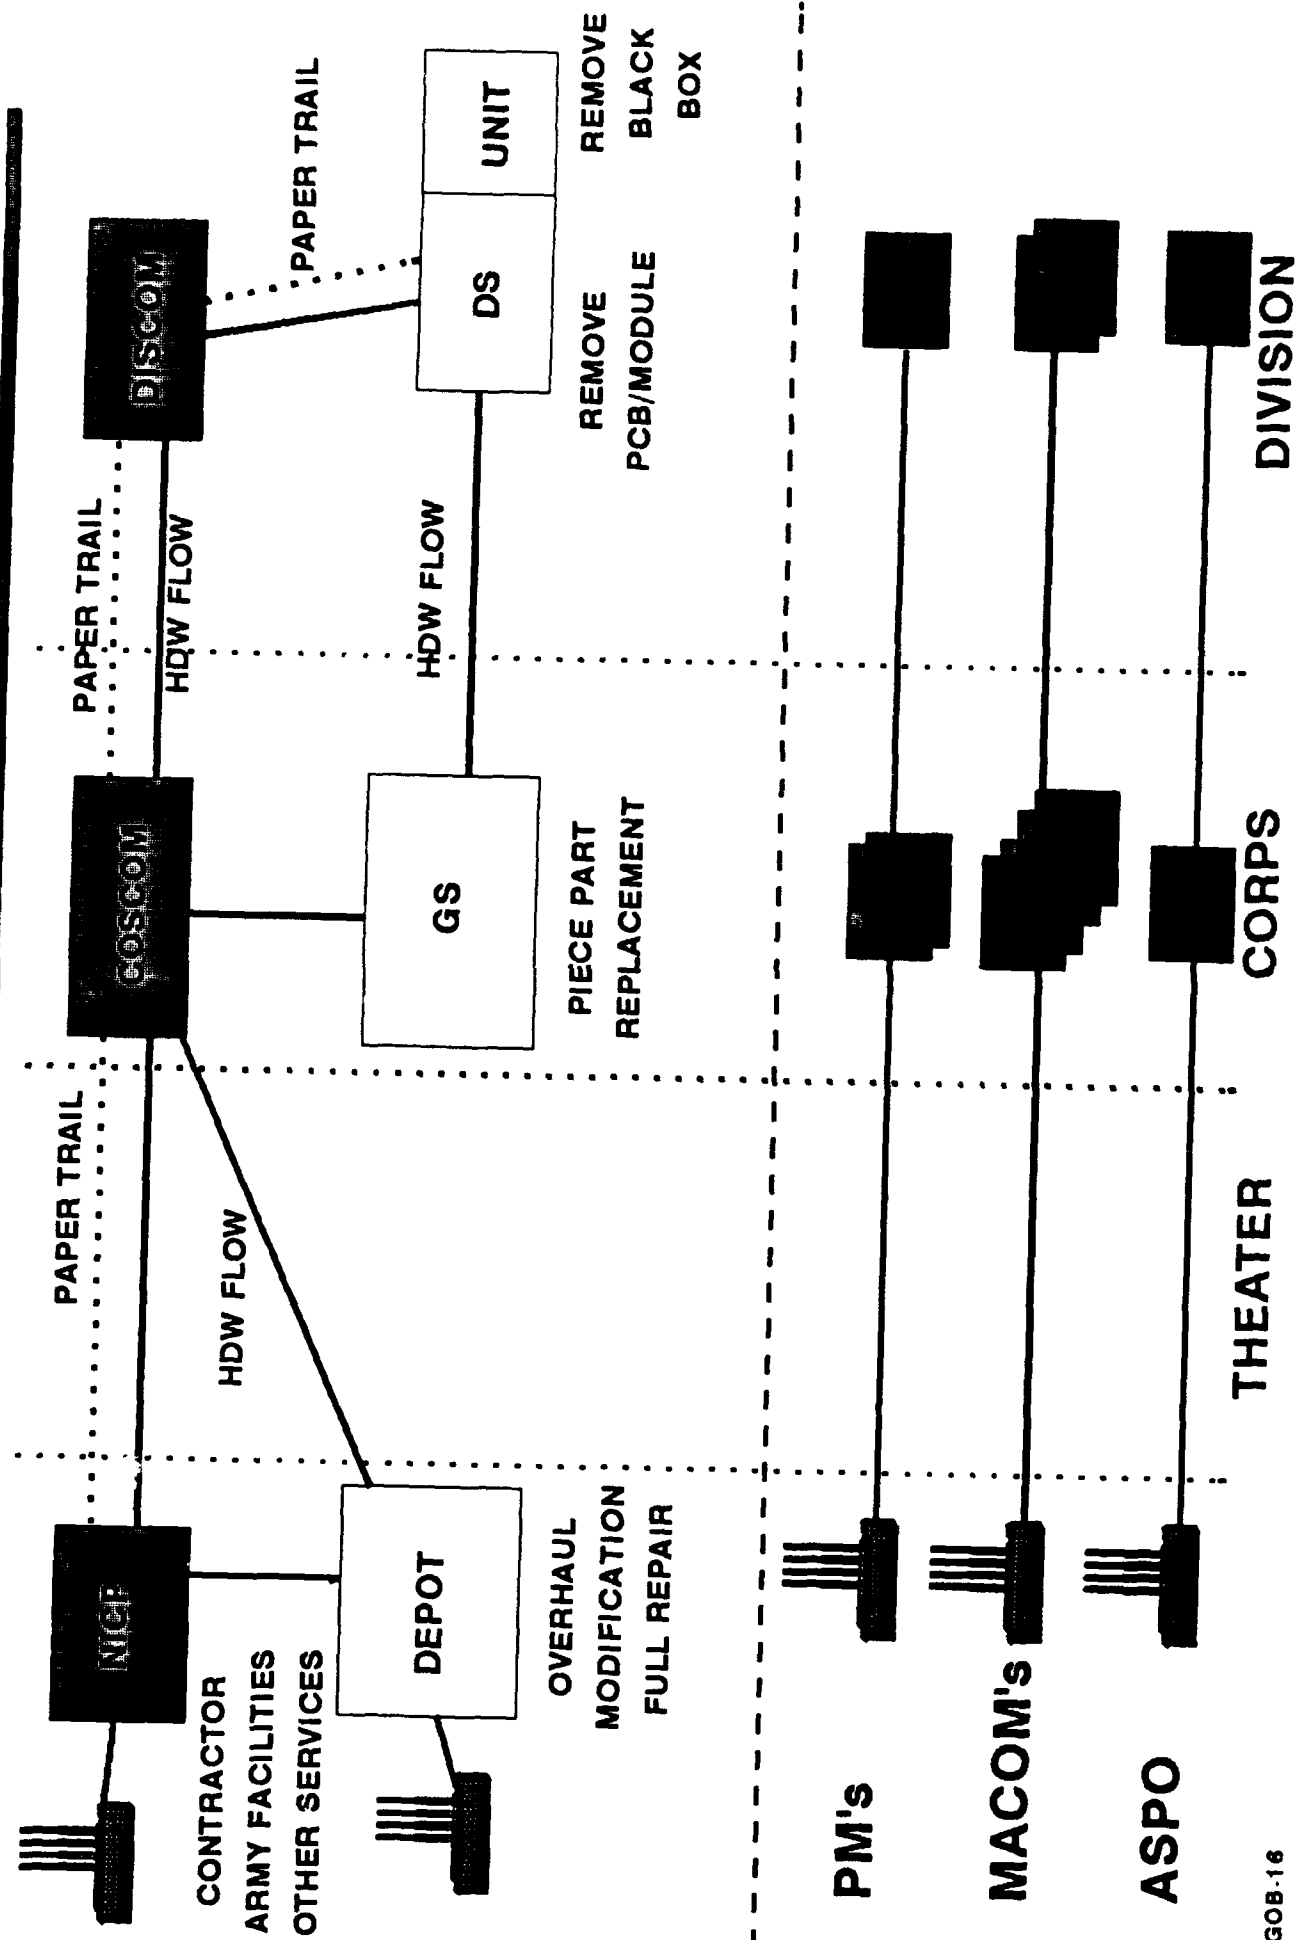 PAPER TRAIL
PAPER TRAIL
NICP
COSCOM
DISCOM
HDW FLOW
HDW FLOW
PAPER TRAIL
CONTRACTOR
ARMY FACILITIES
OTHER SERVICES
HDW FLOW
DEPOT
GS
DS
UNIT
OVERHAUL
MODIFICATION
FULL REPAIR
PIECE PART
REPLACEMENT
REMOVE
PCB/MODULE
REMOVE
BLACK
BOX
PM's
MACOM's
ASPO
THEATER
CORPS
DIVISION
GOB-16